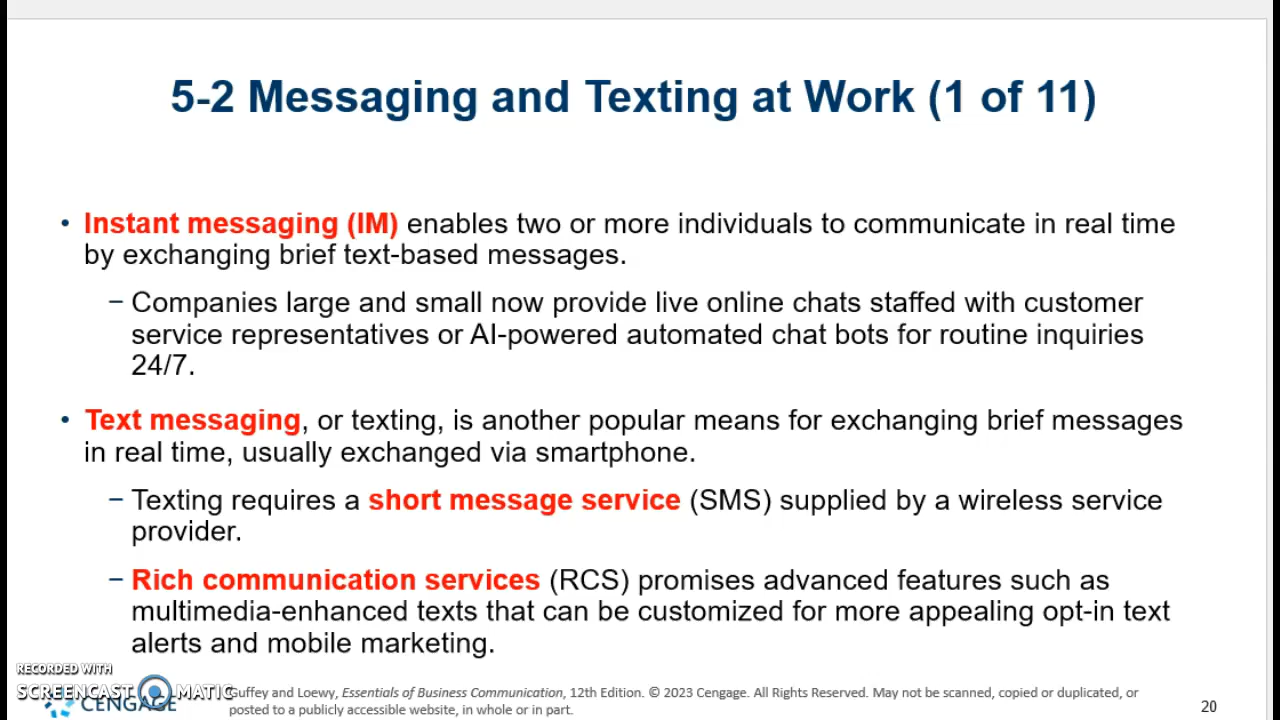 5-2 Messaging and Texting at Work (1 of 11)
• Instant messaging (IM) enables two or more individuals to communicate in real time
by exchanging brief text-based messages.
− Companies large and small now provide live online chats staffed with customer
service representatives or AI-powered automated chat bots for routine inquiries
24/7.
• Text messaging, or texting, is another popular means for exchanging brief messages
in real time, usually exchanged via smartphone.
− Texting requires a short message service (SMS) supplied by a wireless service
provider.
− Rich communication services (RCS) promises advanced features such as
multimedia-enhanced texts that can be customized for more appealing opt-in text
alerts and mobile marketing.
RECORDED WITH
SCREENCAST MATIC
CENGAGE
Guffey and Loewy, Essentials of Business Communication, 12th Edition. © 2023 Cengage. All Rights Reserved. May not be scanned, copied or duplicated, or
posted to a publicly accessible website, in whole or in part.
20